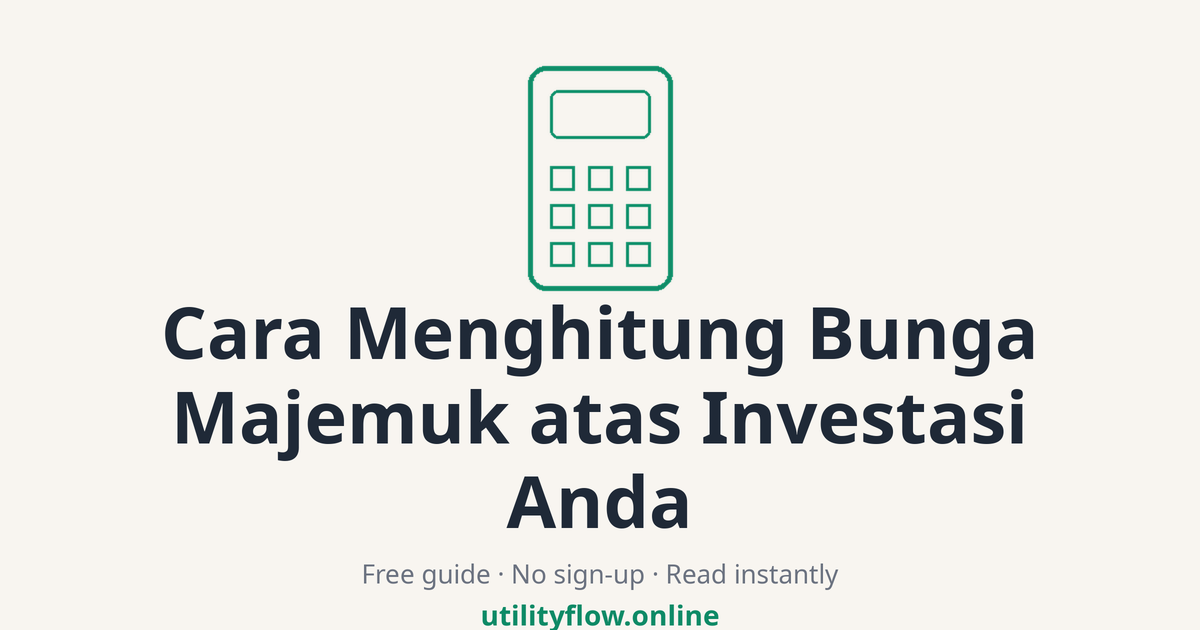 Cara Menghitung Bunga
Majemuk atas Investasi
Anda
Free guide · No sign-up · Read instantly
utilityflow.online